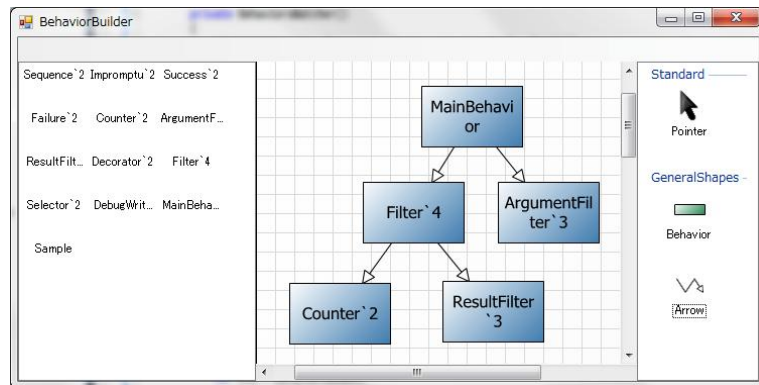 BehaviorBuilder
Sequence`2 Impromptu`2 Success`2
Failure`2 Counter`2 ArgumentF...
ResultFilt... Decorator`2 Filter`4
Selector`2 DebugWrit... MainBeha...
Sample
MainBehavi
or
Filter`4
ArgumentFil
ter`3
Counter`2
ResultFilter
`3
Standard
Pointer
GeneralShapes
Behavior
Arrow